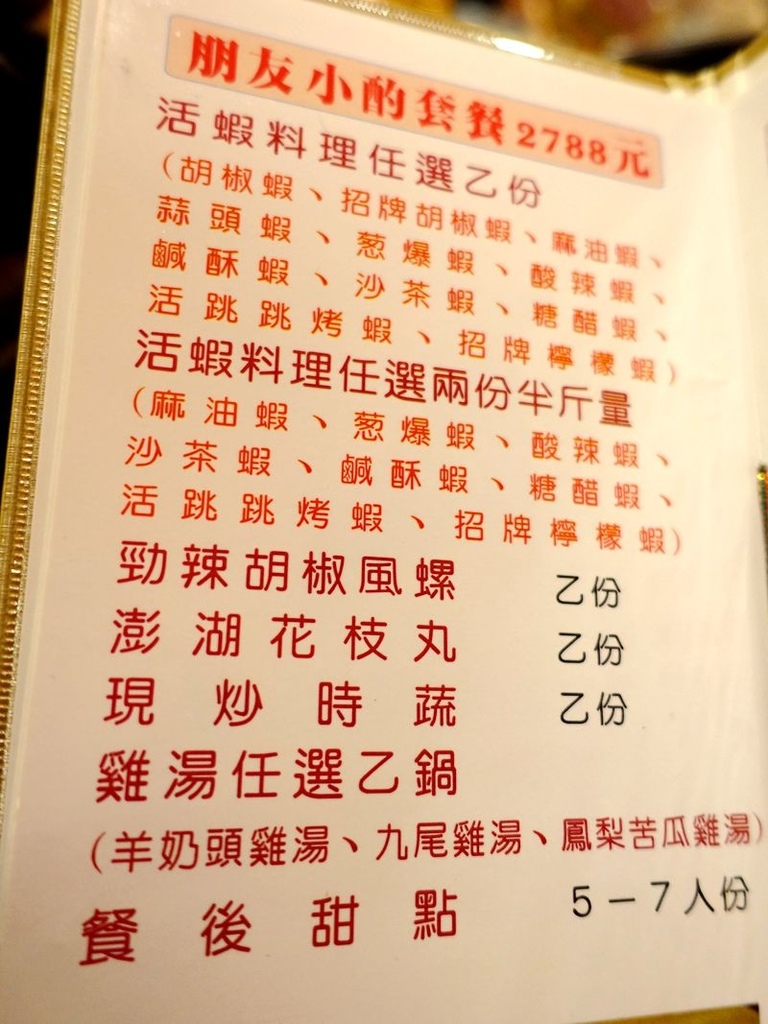 朋友小酌套餐2788元
活蝦料理任選乙份
(胡椒蝦、招牌胡椒蝦、麻油蝦、
蒜頭蝦、葱爆蝦、酸辣蝦、
鹹酥蝦、沙茶蝦、糖醋蝦、
活跳跳烤蝦、招牌檸檬蝦)
活蝦料理任選兩份半斤量
(麻油蝦、葱爆蝦、酸辣蝦、
沙茶蝦、鹹酥蝦、糖醋蝦、
活跳跳烤蝦、招牌檸檬蝦)
勁辣胡椒風螺 乙份
澎湖花枝丸 乙份
現炒時蔬 乙份
雞湯任選乙鍋
(羊奶頭雞湯、九尾雞湯、鳳梨苦瓜雞湯)
餐後甜點 5－7人份